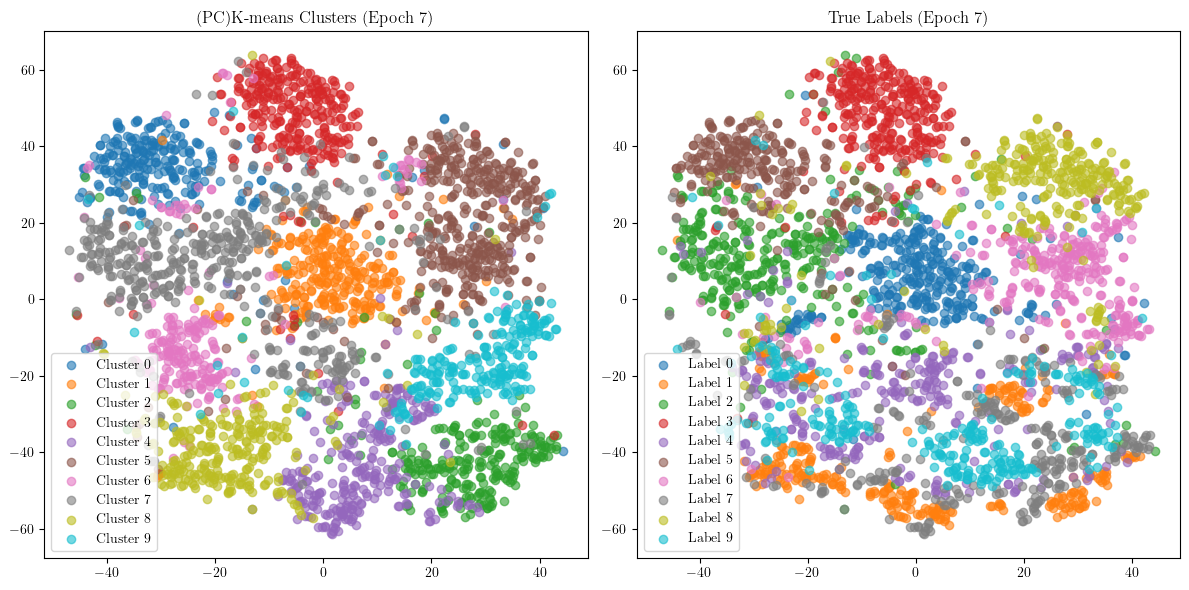 (PC)K-means Clusters (Epoch 7)
60
40
20
0
−20
−40
−60
−40
−20
0
20
40
Cluster 0
Cluster 1
Cluster 2
Cluster 3
Cluster 4
Cluster 5
Cluster 6
Cluster 7
Cluster 8
Cluster 9
True Labels (Epoch 7)
60
40
20
0
−20
−40
−60
−40
−20
0
20
40
Label 0
Label 1
Label 2
Label 3
Label 4
Label 5
Label 6
Label 7
Label 8
Label 9